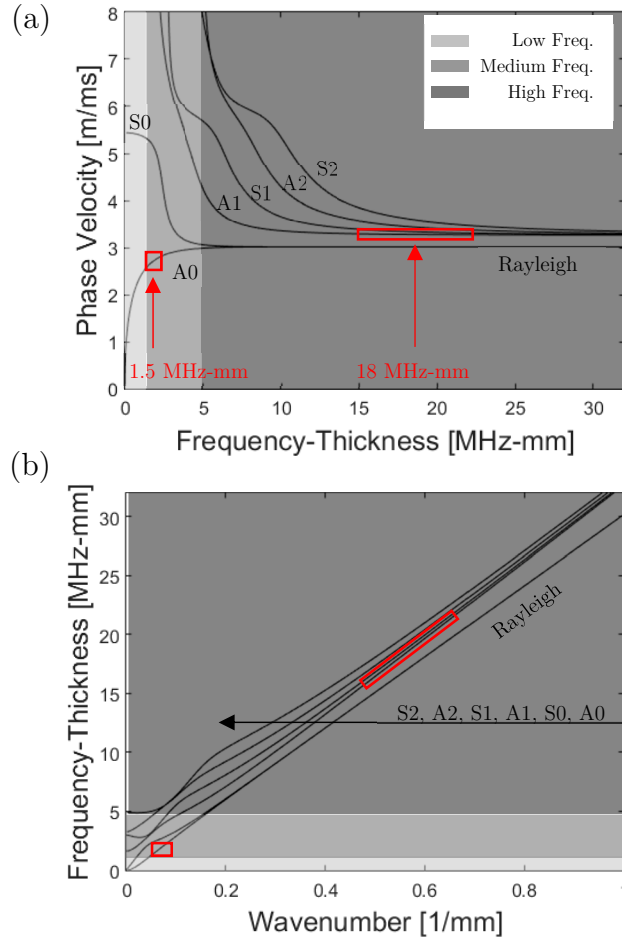 (a)
Phase Velocity [m/ms]
8
7
6
5
4
3
2
1
0
Low Freq.
Medium Freq.
High Freq.
S0
A1
S1
A2
S2
A0
Rayleigh
1.5 MHz-mm
18 MHz-mm
0 5 10 15 20 25 30
Frequency-Thickness [MHz-mm]
(b)
Frequency-Thickness [MHz-mm]
30
25
20
15
10
5
0
Rayleigh
S2, A2, S1, A1, S0, A0
0 0.2 0.4 0.6 0.8 1
Wavenumber [1/mm]